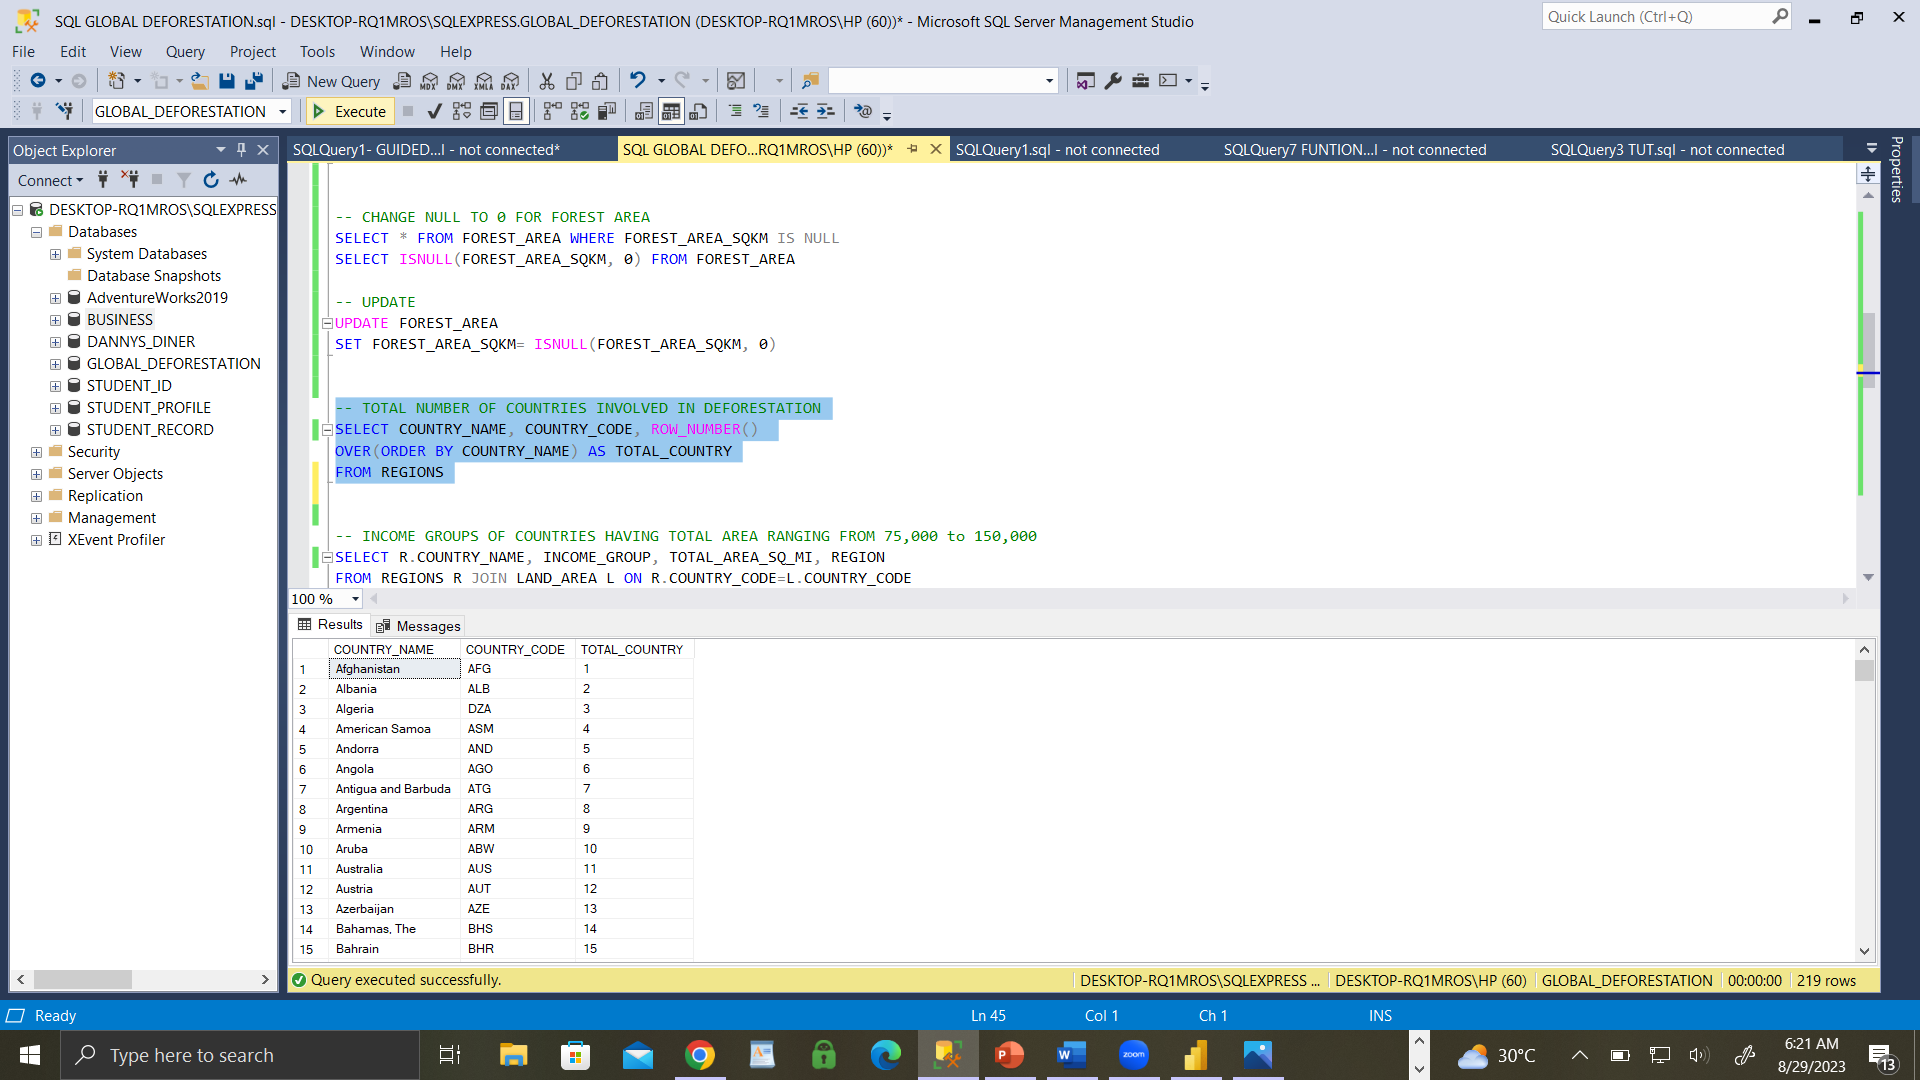 SQL GLOBAL DEFORESTATION.sql - DESKTOP-RQ1MROS\SQLEXPRESS.GLOBAL_DEFORESTATION (DESKTOP-RQ1MROS\HP (60))* - Microsoft SQL Server Management Studio
Quick Launch (Ctrl+Q)
File Edit View Query Project Tools Window Help
New Query MDX DMX XMLA DAX
GLOBAL_DEFORESTATION Execute
Object Explorer
SQLQuery1- GUIDED...l - not connected* SQL GLOBAL DEFO...RQ1MROS\HP (60))* SQLQuery1.sql - not connected SQLQuery7 FUNTION...l - not connected SQLQuery3 TUT.sql - not connected
Properties
Connect
DESKTOP-RQ1MROS\SQLEXPRESS
Databases
System Databases
Database Snapshots
AdventureWorks2019
BUSINESS
DANNYS_DINER
GLOBAL_DEFORESTATION
STUDENT_ID
STUDENT_PROFILE
STUDENT_RECORD
Security
Server Objects
Replication
Management
XEvent Profiler
-- CHANGE NULL TO 0 FOR FOREST AREA
SELECT * FROM FOREST_AREA WHERE FOREST_AREA_SQKM IS NULL
SELECT ISNULL(FOREST_AREA_SQKM, 0) FROM FOREST_AREA
-- UPDATE
UPDATE FOREST_AREA
SET FOREST_AREA_SQKM= ISNULL(FOREST_AREA_SQKM, 0)
-- TOTAL NUMBER OF COUNTRIES INVOLVED IN DEFORESTATION
SELECT COUNTRY_NAME, COUNTRY_CODE, ROW_NUMBER()
OVER(ORDER BY COUNTRY_NAME) AS TOTAL_COUNTRY
FROM REGIONS
-- INCOME GROUPS OF COUNTRIES HAVING TOTAL AREA RANGING FROM 75,000 to 150,000
SELECT R.COUNTRY_NAME, INCOME_GROUP, TOTAL_AREA_SQ_MI, REGION
FROM REGIONS R JOIN LAND_AREA L ON R.COUNTRY_CODE=L.COUNTRY_CODE
100 %
Results Messages
COUNTRY_NAME COUNTRY_CODE TOTAL_COUNTRY
1 Afghanistan AFG 1
2 Albania ALB 2
3 Algeria DZA 3
4 American Samoa ASM 4
5 Andorra AND 5
6 Angola AGO 6
7 Antigua and Barbuda ATG 7
8 Argentina ARG 8
9 Armenia ARM 9
10 Aruba ABW 10
11 Australia AUS 11
12 Austria AUT 12
13 Azerbaijan AZE 13
14 Bahamas, The BHS 14
15 Bahrain BHR 15
Query executed successfully. DESKTOP-RQ1MROS\SQLEXPRESS ... DESKTOP-RQ1MROS\HP (60) GLOBAL_DEFORESTATION 00:00:00 219 rows
Ready Ln 45 Col 1 Ch 1 INS
Type here to search zoom 30°C 6:21 AM
8/29/2023 13